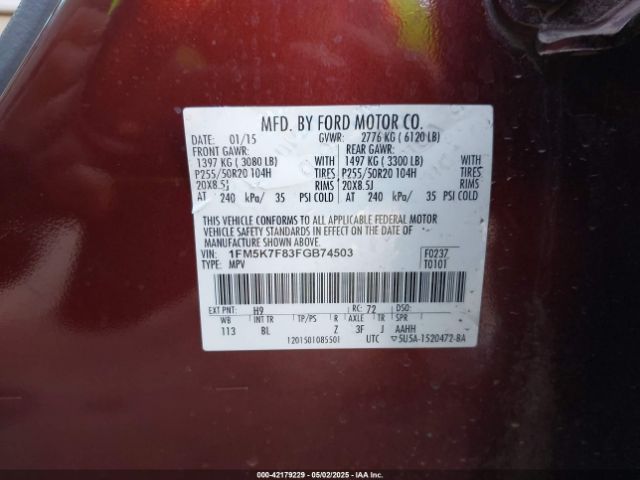 MFD. BY FORD MOTOR CO.
DATE: 01/15 GVWR: 2776 KG ( 6120 LB)
FRONT GAWR: REAR GAWR:
1397 KG ( 3080 LB) WITH 1497 KG ( 3300 LB) WITH
P255/50R20 104H TIRES P255/50R20 104H TIRES
20X8.5J RIMS 20X8.5J RIMS
AT 240 kPa/ 35 PSI COLD AT 240 kPa/ 35 PSI COLD
THIS VEHICLE CONFORMS TO ALL APPLICABLE FEDERAL MOTOR
VEHICLE SAFETY AND THEFT PREVENTION STANDARDS IN EFFECT ON THE DATE OF MANUFACTURE SHOWN ABOVE.
VIN: 1FM5K7F83FGB74503 F0237
TYPE: MPV T0101
EXT PNT: H9 RC: 72 DSO:
WB INT TR TP/PS R AXLE TR SPR
113 BL Z 3F J AAHH
1201501085501 UTC ▽5U5A-1520472-BA
IAA ** 42179229 ** 05/02/2025 ** IAA